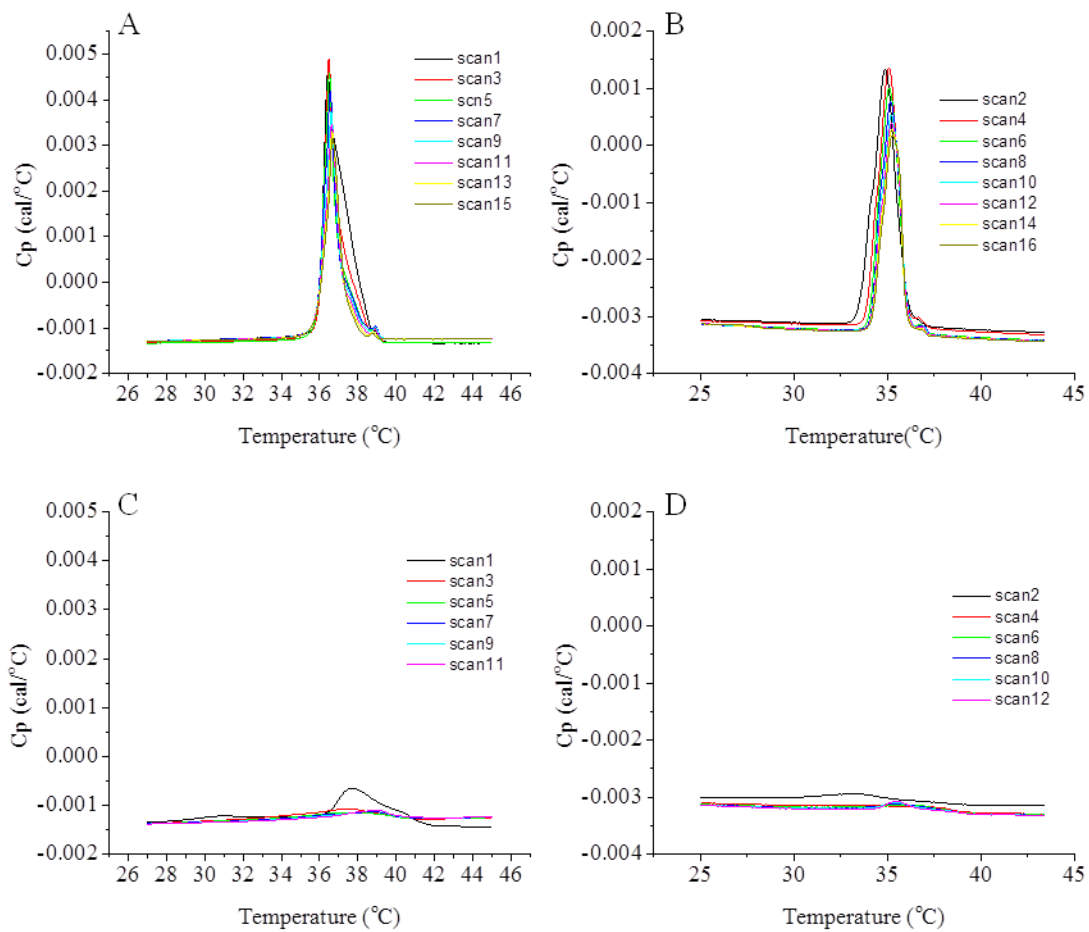 A
0.005
0.004
0.003
0.002
0.001
0.000
-0.001
-0.002
Cp (cal/°C)
scan1
scan3
scn5
scan7
scan9
scan11
scan13
scan15
26 28 30 32 34 36 38 40 42 44 46
Temperature (°C)
B
0.002
0.001
0.000
-0.001
-0.002
-0.003
-0.004
Cp (cal/°C)
scan2
scan4
scan6
scan8
scan10
scan12
scan14
scan16
25 30 35 40 45
Temperature(°C)
C
0.005
0.004
0.003
0.002
0.001
0.000
-0.001
-0.002
Cp (cal/°C)
scan1
scan3
scan5
scan7
scan9
scan11
26 28 30 32 34 36 38 40 42 44 46
Temperature (°C)
D
0.002
0.001
0.000
-0.001
-0.002
-0.003
-0.004
Cp (cal/°C)
scan2
scan4
scan6
scan8
scan10
scan12
25 30 35 40 45
Temperature (°C)